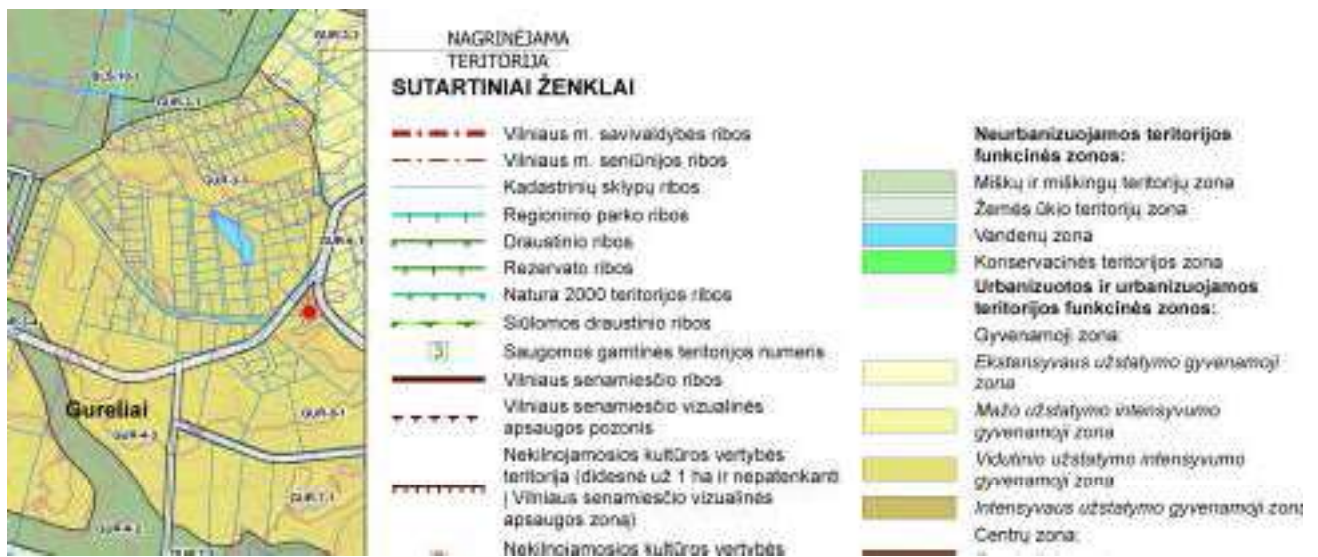 NAGRINĖJAMA
TERITORIJA
SUTARTINIAI ŽENKLAI
Vilniaus m. savivaldybės ribos
Vilniaus m. seniūnijos ribos
Kadastrinių sklypų ribos
Regioninio parko ribos
Draustinio ribos
Rezervato ribos
Natura 2000 teritorijos ribos
Siūlomos draustinio ribos
Saugomos gamtinės teritorijos numeris
Vilniaus senamiesčio ribos
Vilniaus senamiesčio vizualinės
apsaugos pozonis
Nekilnojamosios kultūros vertybės
teritorija (didesnė už 1 ha ir nepatenkanti
į Vilniaus senamiesčio vizualinės
apsaugos zoną)
Nekilnojamosios kultūros vertybės
Neurbanizuojamos teritorijos
funkcinės zonos:
Miškų ir miškingų teritorijų zona
Žemės ūkio teritorijų zona
Vandenų zona
Konservacinės teritorijos zona
Urbanizuotos ir urbanizuojamos
teritorijos funkcinės zonos:
Gyvenamoji zona:
Ekstensyvaus užstatymo gyvenamoji
zona
Mažo užstatymo intensyvumo
gyvenamoji zona
Vidutinio užstatymo intensyvumo
gyvenamoji zona
Intensyvaus užstatymo gyvenamoji zona
Centrų zona:
Gureliai